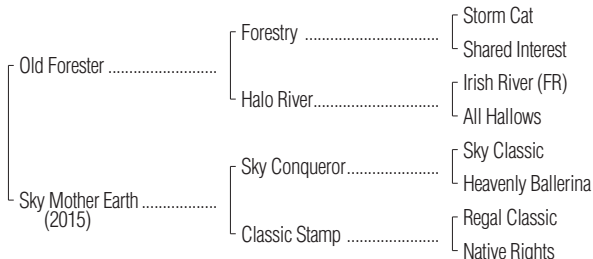 Storm Cat
Forestry ................................
Shared Interest
Old Forester ..........................
Irish River (FR)
Halo River..............................
All Hallows
Sky Classic
Sky Conqueror......................
Heavenly Ballerina
Sky Mother Earth ..................
(2015)
Regal Classic
Classic Stamp ......................
Native Rights